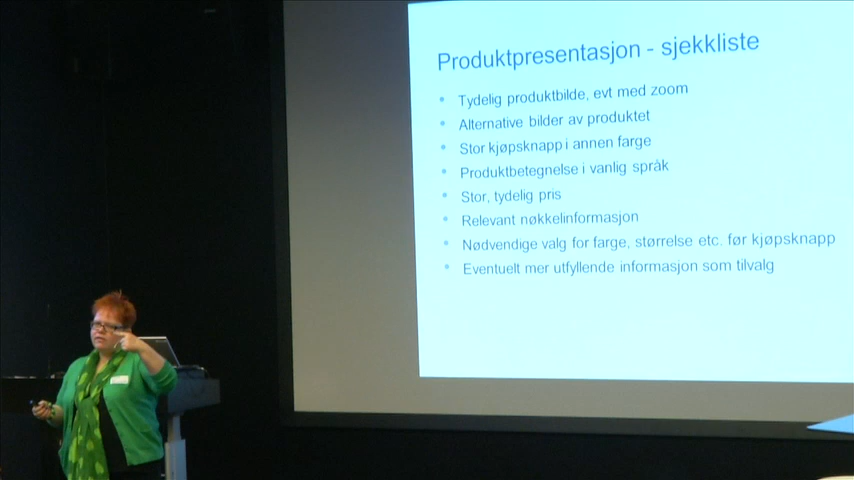 Produktpresentasjon - sjekkliste
• Tydelig produktbilde, evt med zoom
• Alternative bilder av produktet
• Stor kjøpsknapp i annen farge
• Produktbetegnelse i vanlig språk
• Stor, tydelig pris
• Relevant nøkkelinformasjon
• Nødvendige valg for farge, størrelse etc. før kjøpsknapp
• Eventuelt mer utfyllende informasjon som tilvalg